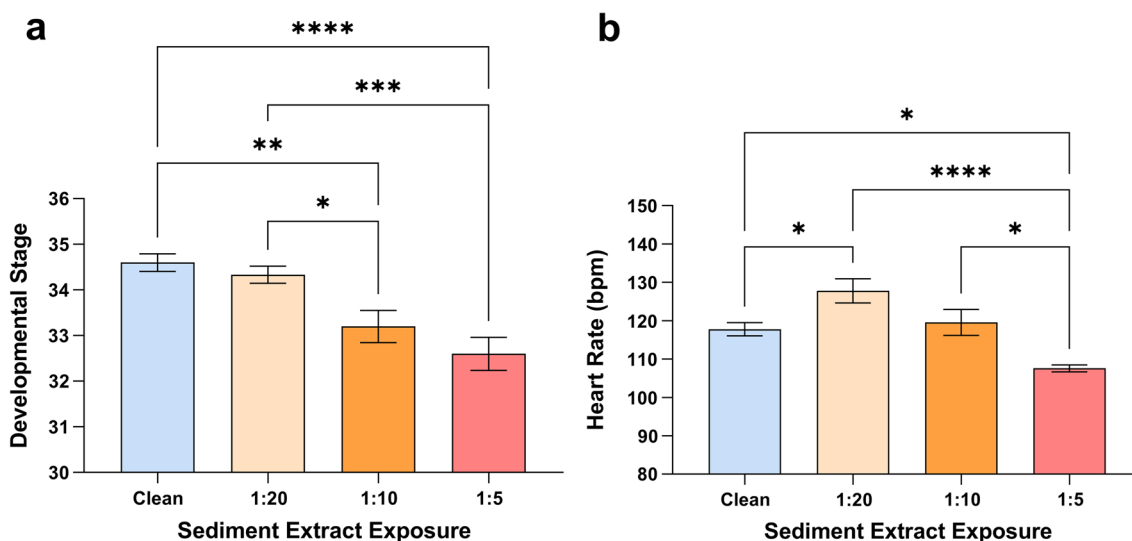 a
****
***
**
*
36
35
34
33
32
31
30
Developmental Stage
Clean 1:20 1:10 1:5
Sediment Extract Exposure
b
*
****
* *
150
140
130
120
110
100
90
80
Heart Rate (bpm)
Clean 1:20 1:10 1:5
Sediment Extract Exposure